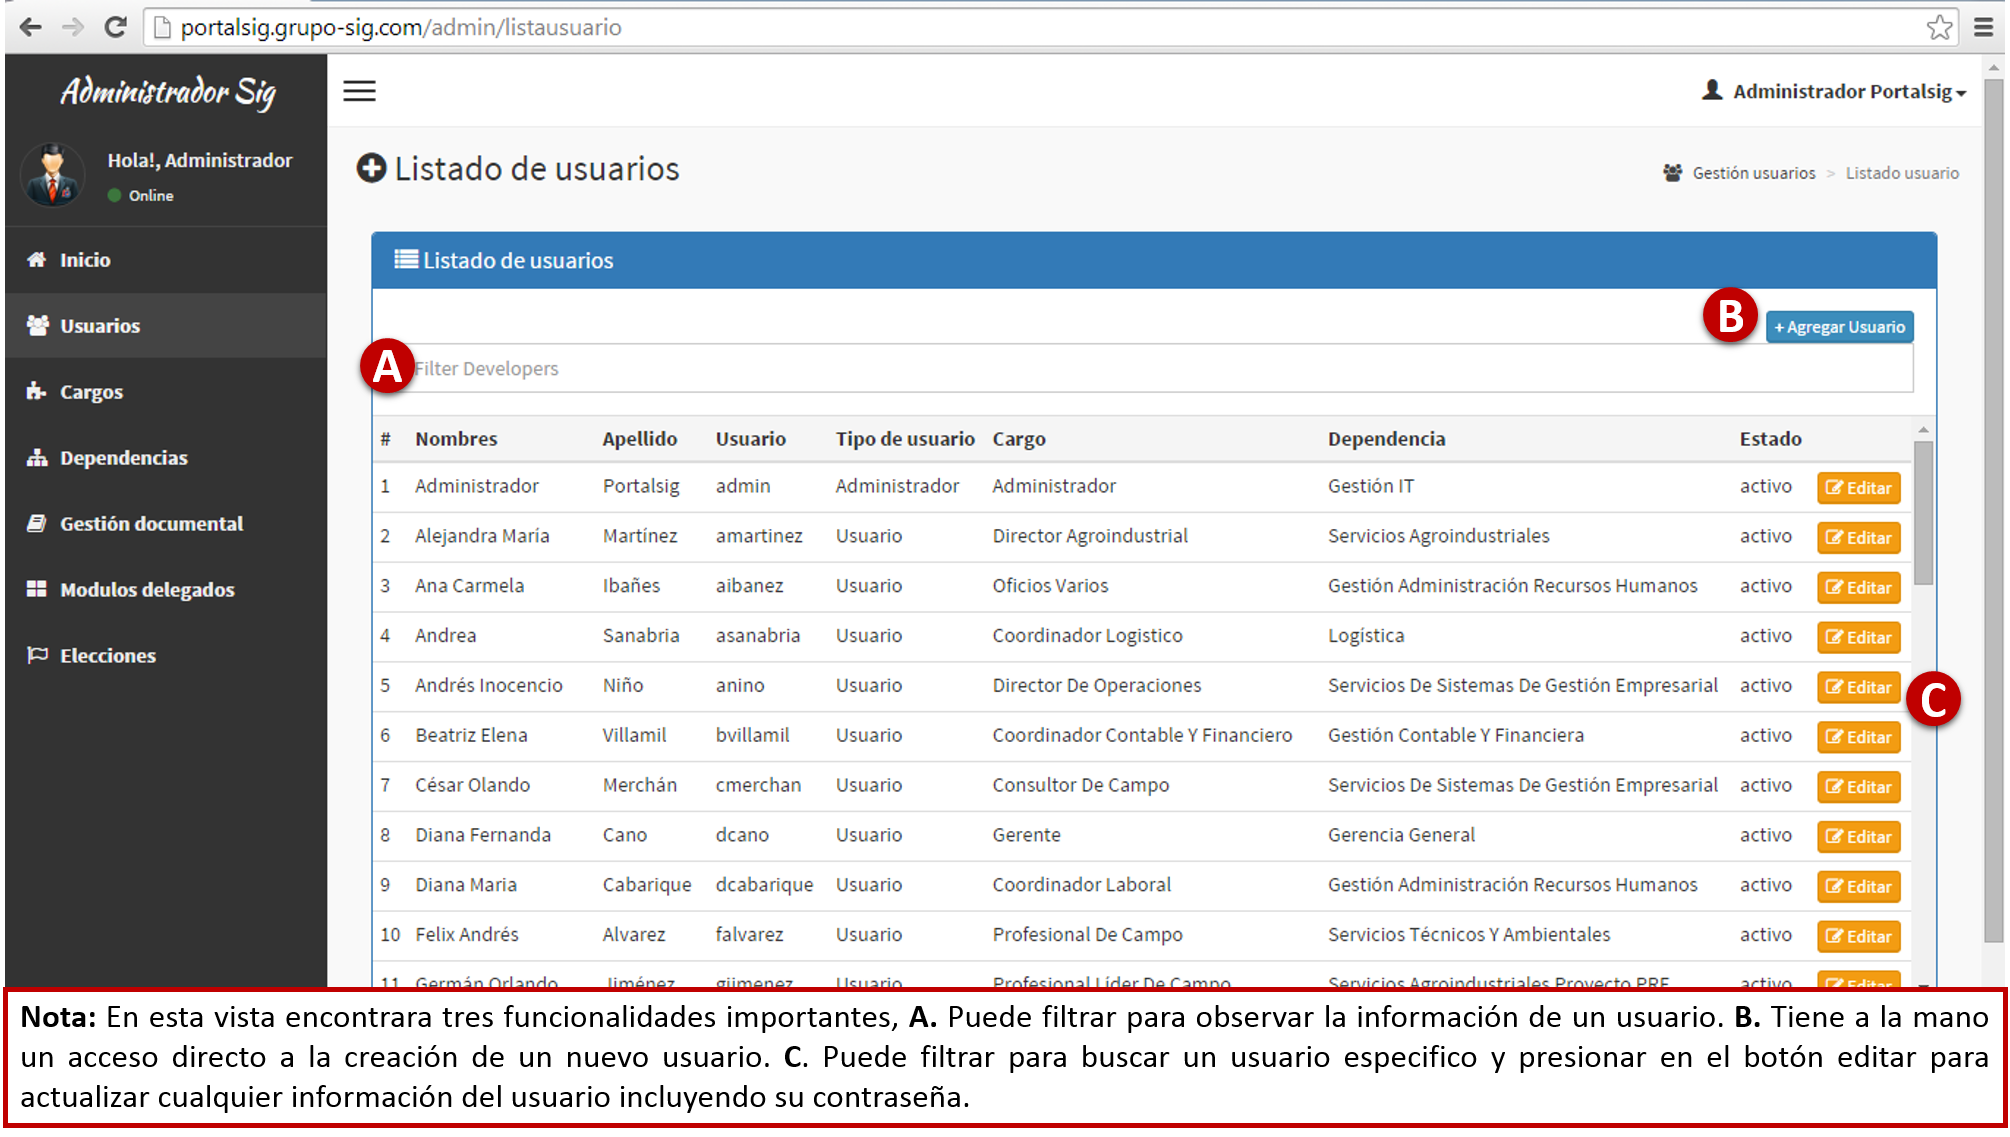 portalsig.grupo-sig.com/admin/listausuario
Administrador Sig
Administrador Portalsig
Hola!, Administrador
Online
Listado de usuarios
Gestión usuarios > Listado usuario
Inicio
Usuarios
Cargos
Dependencias
Gestión documental
Modulos delegados
Elecciones
Listado de usuarios
B + Agregar Usuario
A Filter Developers
# Nombres Apellido Usuario Tipo de usuario Cargo Dependencia Estado
1 Administrador Portalsig admin Administrador Administrador Gestión IT activo Editar
2 Alejandra María Martínez amartinez Usuario Director Agroindustrial Servicios Agroindustriales activo Editar
3 Ana Carmela Ibañes aibanez Usuario Oficios Varios Gestión Administración Recursos Humanos activo Editar
4 Andrea Sanabria asanabria Usuario Coordinador Logistico Logística activo Editar
5 Andrés Inocencio Niño anino Usuario Director De Operaciones Servicios De Sistemas De Gestión Empresarial activo Editar C
6 Beatriz Elena Villamil bvillamil Usuario Coordinador Contable Y Financiero Gestión Contable Y Financiera activo Editar
7 César Olando Merchán cmerchan Usuario Consultor De Campo Servicios De Sistemas De Gestión Empresarial activo Editar
8 Diana Fernanda Cano dcano Usuario Gerente Gerencia General activo Editar
9 Diana Maria Cabarique dcabarique Usuario Coordinador Laboral Gestión Administración Recursos Humanos activo Editar
10 Felix Andrés Alvarez falvarez Usuario Profesional De Campo Servicios Técnicos Y Ambientales activo Editar
11 Germán Orlando Jiménez gjimenez Usuario Profesional Líder De Campo Servicios Agroindustriales Proyecto activo Editar
Nota: En esta vista encontrara tres funcionalidades importantes, A. Puede filtrar para observar la información de un usuario. B. Tiene a la mano
un acceso directo a la creación de un nuevo usuario. C. Puede filtrar para buscar un usuario especifico y presionar en el botón editar para
actualizar cualquier información del usuario incluyendo su contraseña.